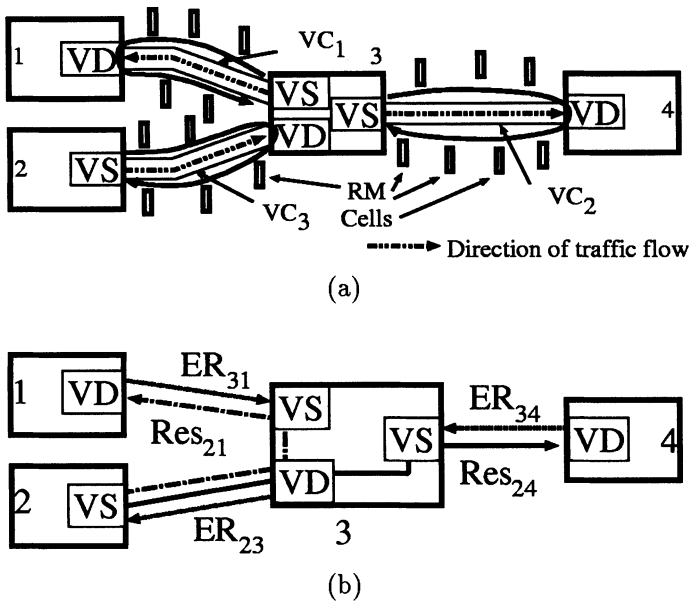 1
VD
VC1
3
VS
VS
VD
VD
4
2
VS
VC3
RM
Cells
VC2
Direction of traffic flow
(a)
1
VD
ER31
Res21
VS
VS
ER34
VD
4
Res24
2
VS
VD
ER23
3
(b)